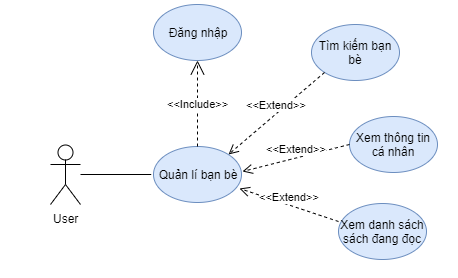 Đăng nhập
Tìm kiếm bạn
bè
<<Include>>
<<Extend>>
Xem thông tin
cá nhân
<<Extend>>
Quản lí bạn bè
<<Extend>>
User
Xem danh sách
sách đang đọc